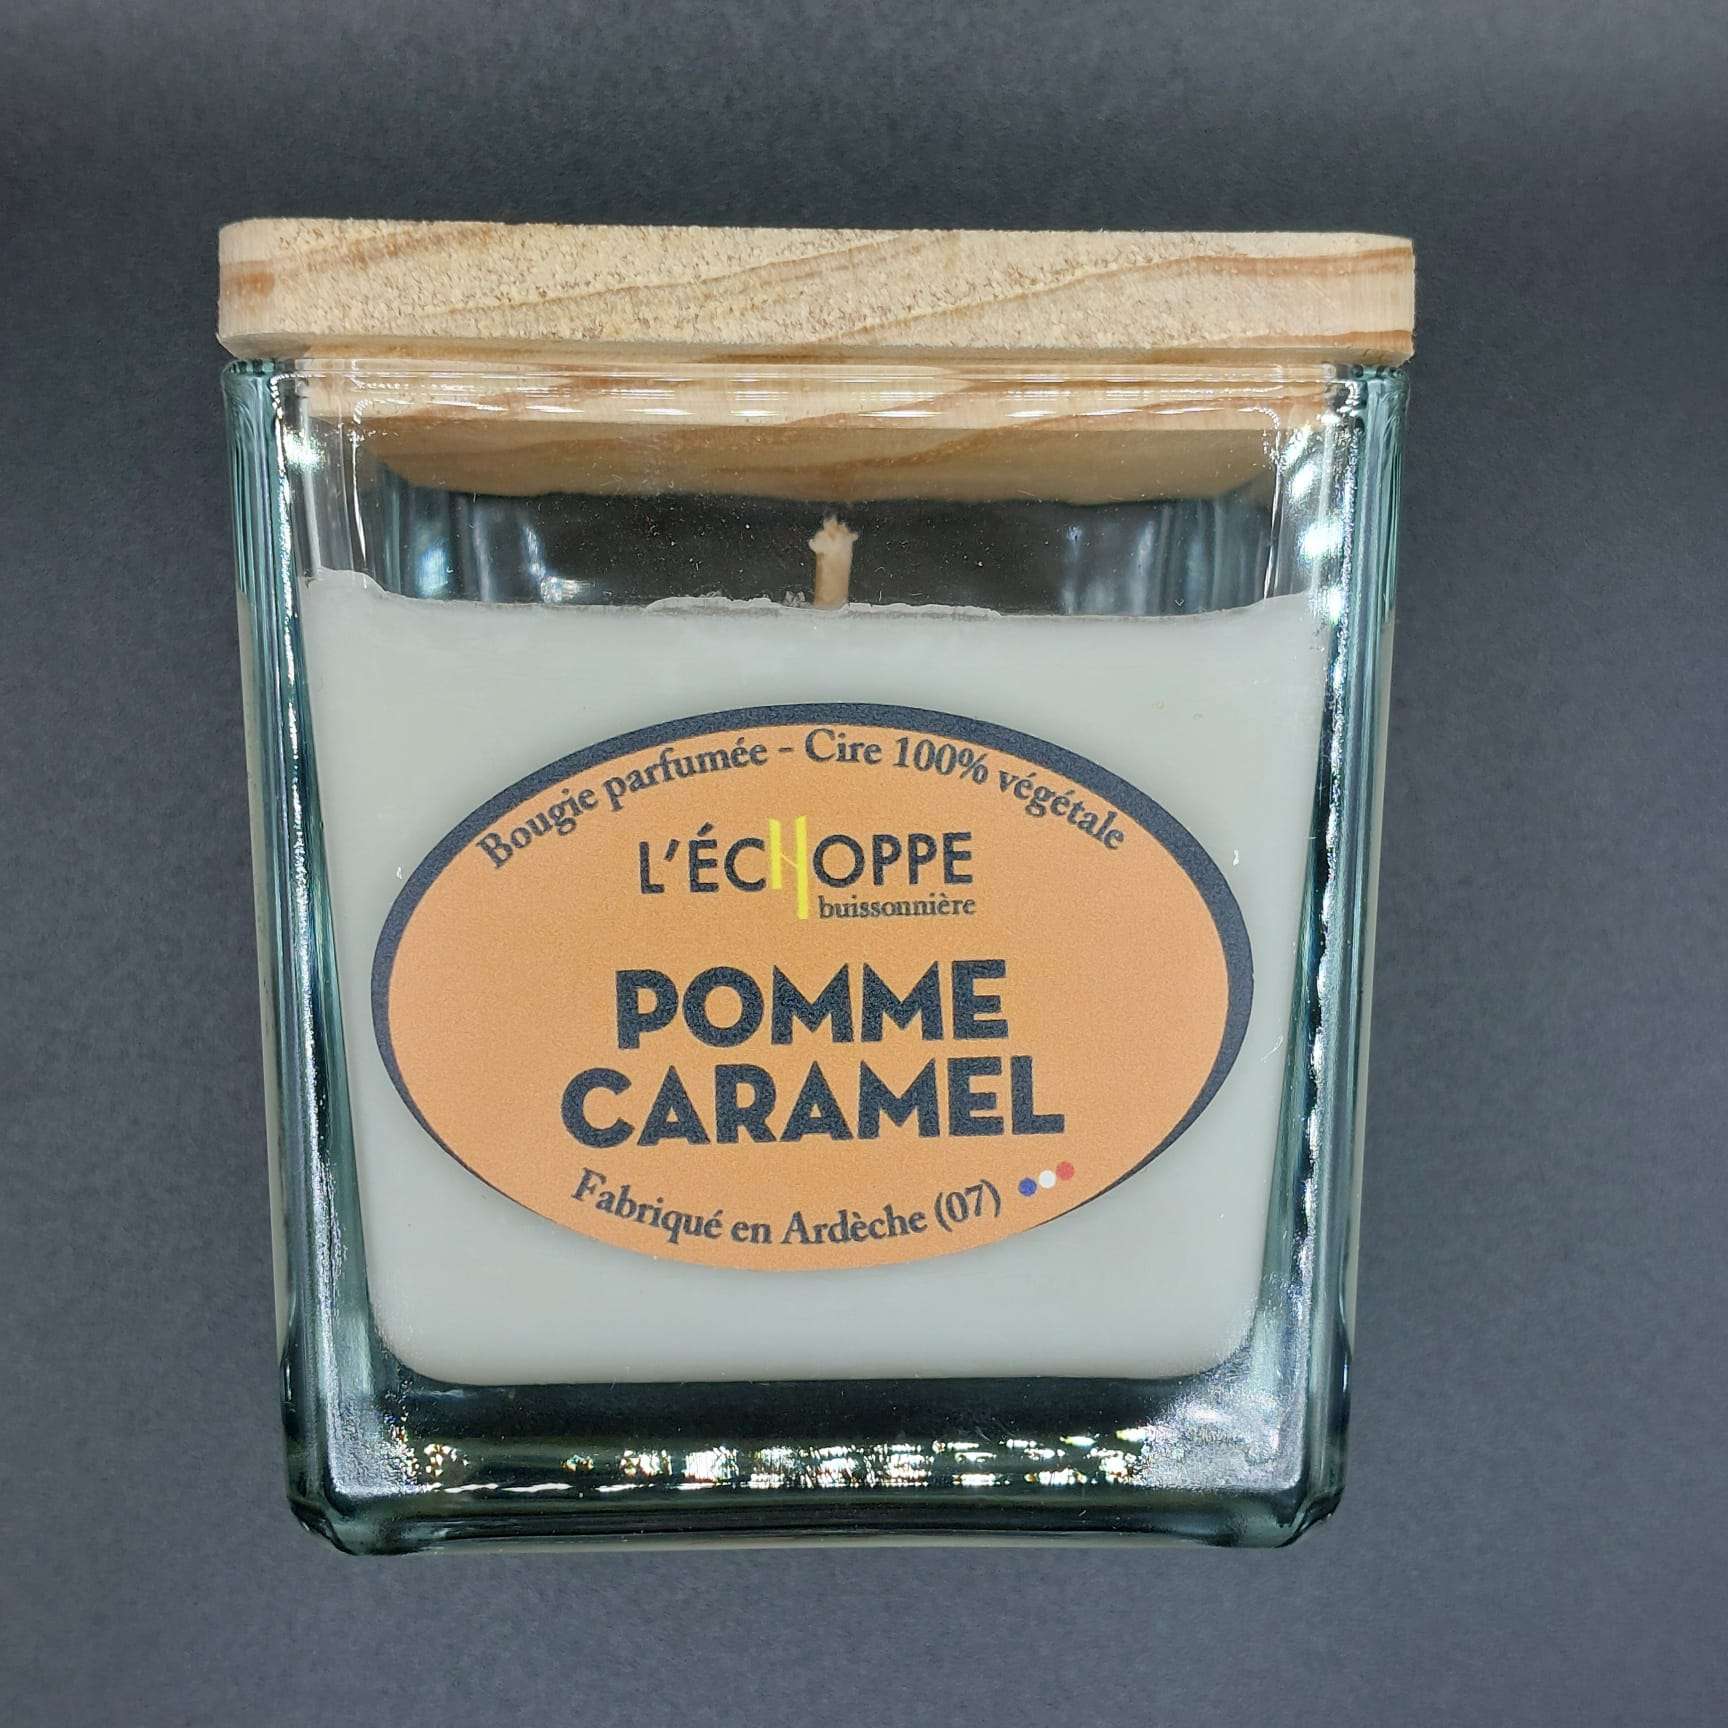 Bougie parfumée - Cire 100% végétale
L'ÉCHOPPE
buissonnière
POMME
CARAMEL
Fabriqué en Ardèche (07)